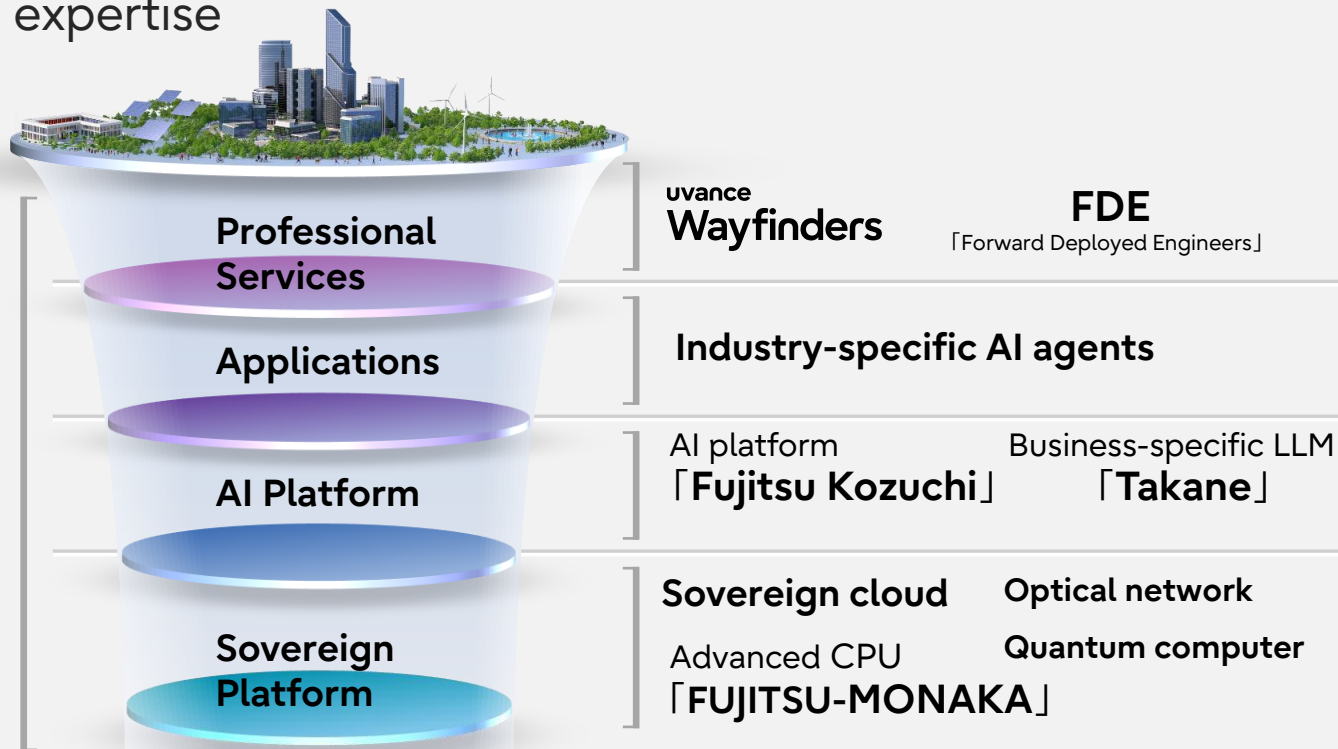 expertise
Professional
Services
uvance
Wayfinders
FDE
「Forward Deployed Engineers」
Applications
Industry-specific AI agents
AI Platform
AI platform
「Fujitsu Kozuchi」
Business-specific LLM
「Takane」
Sovereign
Platform
Sovereign cloud
Optical network
Advanced CPU
「FUJITSU-MONAKA」
Quantum computer